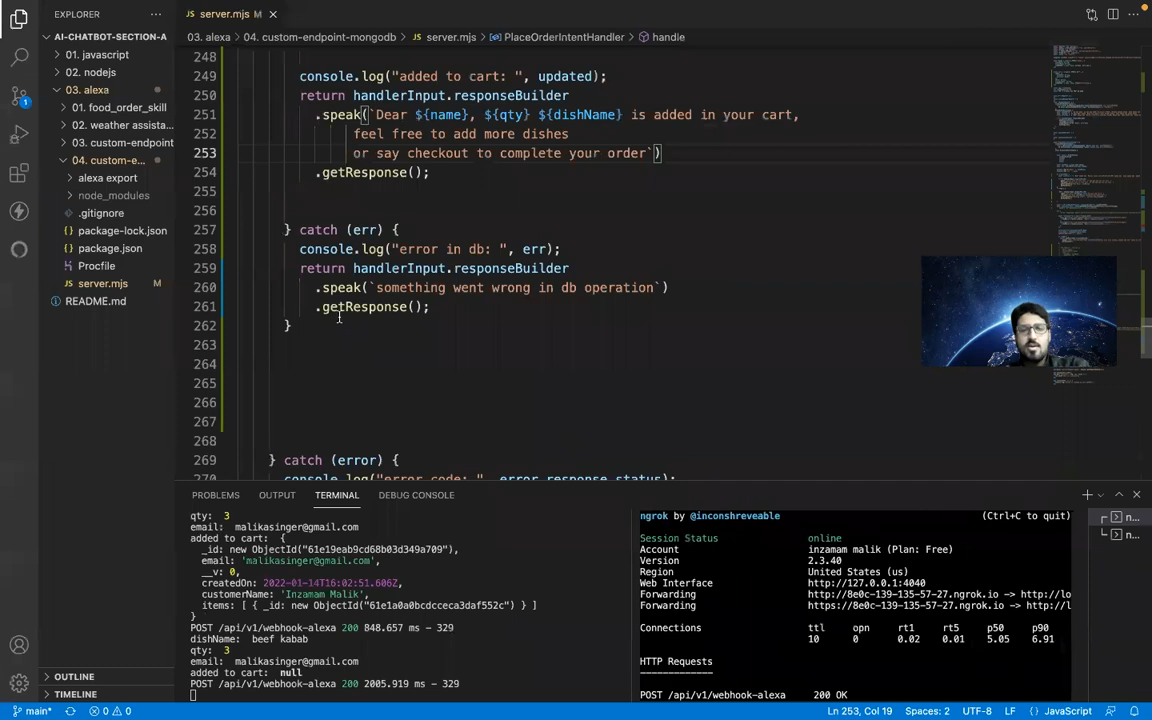 EXPLORER
server.mjs M
AI-CHATBOT-SECTION-A
03. alexa > 04. custom-endpoint-mongodb > server.mjs > PlaceOrderIntentHandler > handle
01. javascript
02. nodejs
03. alexa
01. food_order_skill
02. weather assista...
03. custom-endpoint
04. custom-e...
alexa export
node_modules
.gitignore
package-lock.json
package.json
Procfile
server.mjs M
README.md
OUTLINE
TIMELINE
248
249 console.log("added to cart: ", updated);
250 return handlerInput.responseBuilder
251 .speak(`Dear ${name}, ${qty} ${dishName} is added in your cart,
252 feel free to add more dishes
253 or say checkout to complete your order`)
254 .getResponse();
255
256
257 } catch (err) {
258 console.log("error in db: ", err);
259 return handlerInput.responseBuilder
260 .speak(`something went wrong in db operation`)
261 .getResponse();
262 }
263
264
265
266
267
268
269 } catch (error) {
270 console.log("error code: ", error.response.status);
PROBLEMS OUTPUT TERMINAL DEBUG CONSOLE
qty: 3
email: malikasinger@gmail.com
added to cart: {
_id: new ObjectId("61e19eab9cd68b03d349a709"),
email: 'malikasinger@gmail.com',
__v: 0,
createdOn: 2022-01-14T16:02:51.606Z,
customerName: 'Inzamam Malik',
items: [ { _id: new ObjectId("61e1a0a0bcdcceca3daf552c") } ]
}
POST /api/v1/webhook-alexa 200 848.657 ms - 329
dishName: beef kabab
qty: 3
email: malikasinger@gmail.com
added to cart: null
POST /api/v1/webhook-alexa 200 2005.919 ms - 329
ngrok by @inconshreveable (Ctrl+C to quit)
Session Status online
Account inzamam malik (Plan: Free)
Version 2.3.40
Region United States (us)
Web Interface http://127.0.0.1:4040
Forwarding http://8e0c-139-135-57-27.ngrok.io -> http://lo
Forwarding https://8e0c-139-135-57-27.ngrok.io -> http://l
Connections ttl opn rt1 rt5 p50 p90
10 0 0.02 0.01 5.05 6.91
HTTP Requests
-------------
POST /api/v1/webhook-alexa 200 OK
n...
n...
main* 0 0 Ln 253, Col 19 Spaces: 2 UTF-8 LF JavaScript